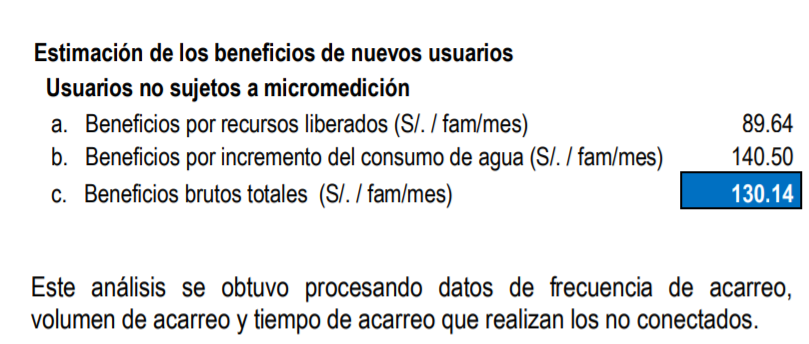 Estimación de los beneficios de nuevos usuarios
Usuarios no sujetos a micromedición
a. Beneficios por recursos liberados (S/. / fam/mes) 89.64
b. Beneficios por incremento del consumo de agua (S/. / fam/mes) 140.50
c. Beneficios brutos totales (S/. / fam/mes) 130.14
Este análisis se obtuvo procesando datos de frecuencia de acarreo,
volumen de acarreo y tiempo de acarreo que realizan los no conectados.